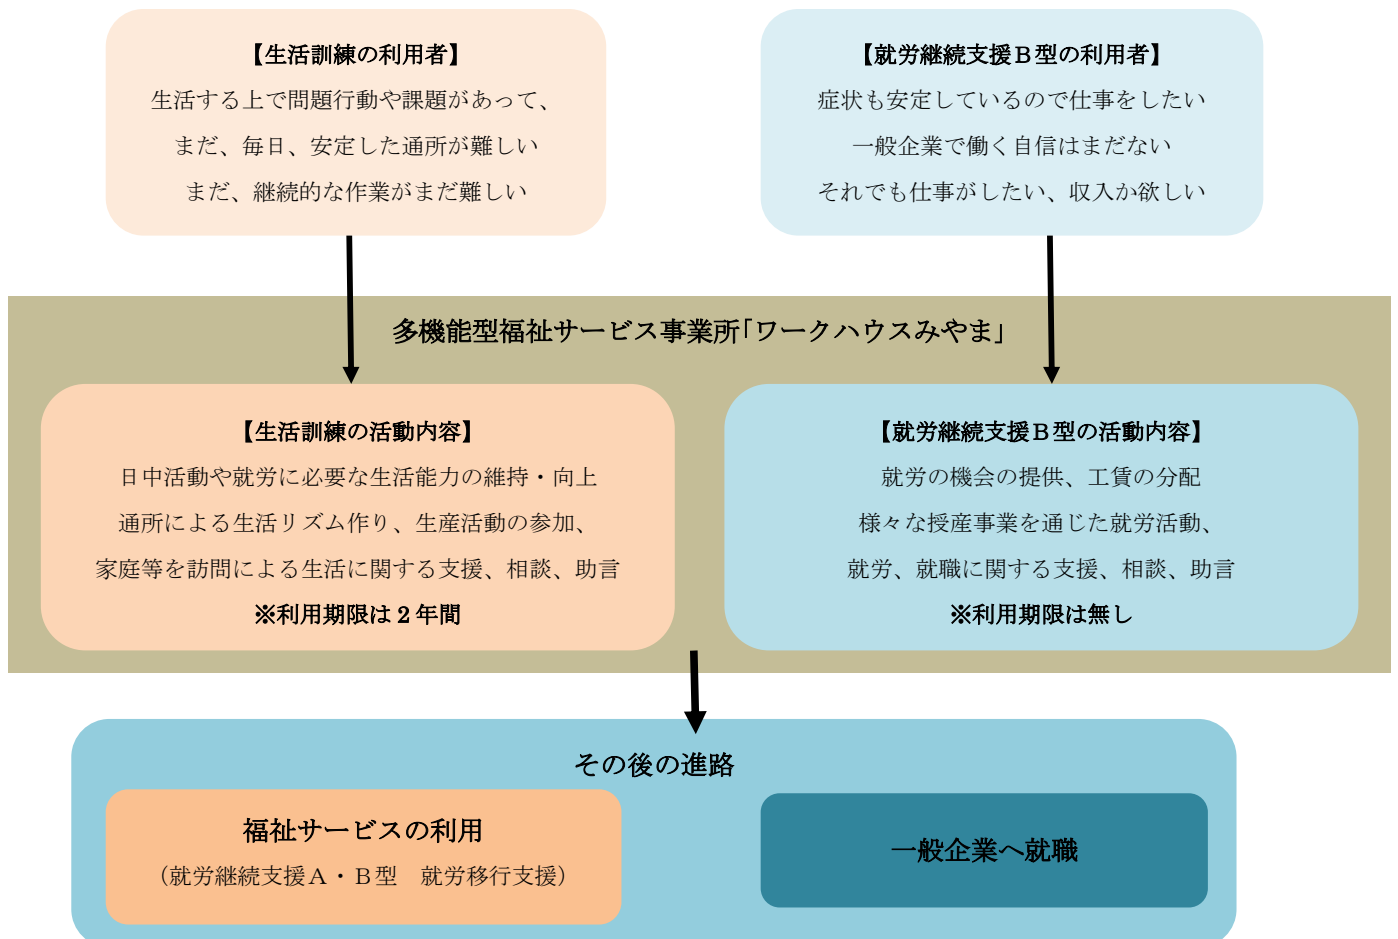 【生活訓練の利用者】
生活する上で問題行動や課題があって、
まだ、毎日、安定した通所が難しい
まだ、継続的な作業がまだ難しい
【就労継続支援Ｂ型の利用者】
症状も安定しているので仕事をしたい
一般企業で働く自信はまだない
それでも仕事がしたい、収入か欲しい
多機能型福祉サービス事業所｢ワークハウスみやま｣
【生活訓練の活動内容】
日中活動や就労に必要な生活能力の維持・向上
通所による生活リズム作り、生産活動の参加、
家庭等を訪問による生活に関する支援、相談、助言
※利用期限は２年間
【就労継続支援Ｂ型の活動内容】
就労の機会の提供、工賃の分配
様々な授産事業を通じた就労活動、
就労、就職に関する支援、相談、助言
※利用期限は無し
その後の進路
福祉サービスの利用
（就労継続支援Ａ・Ｂ型　就労移行支援）
一般企業へ就職